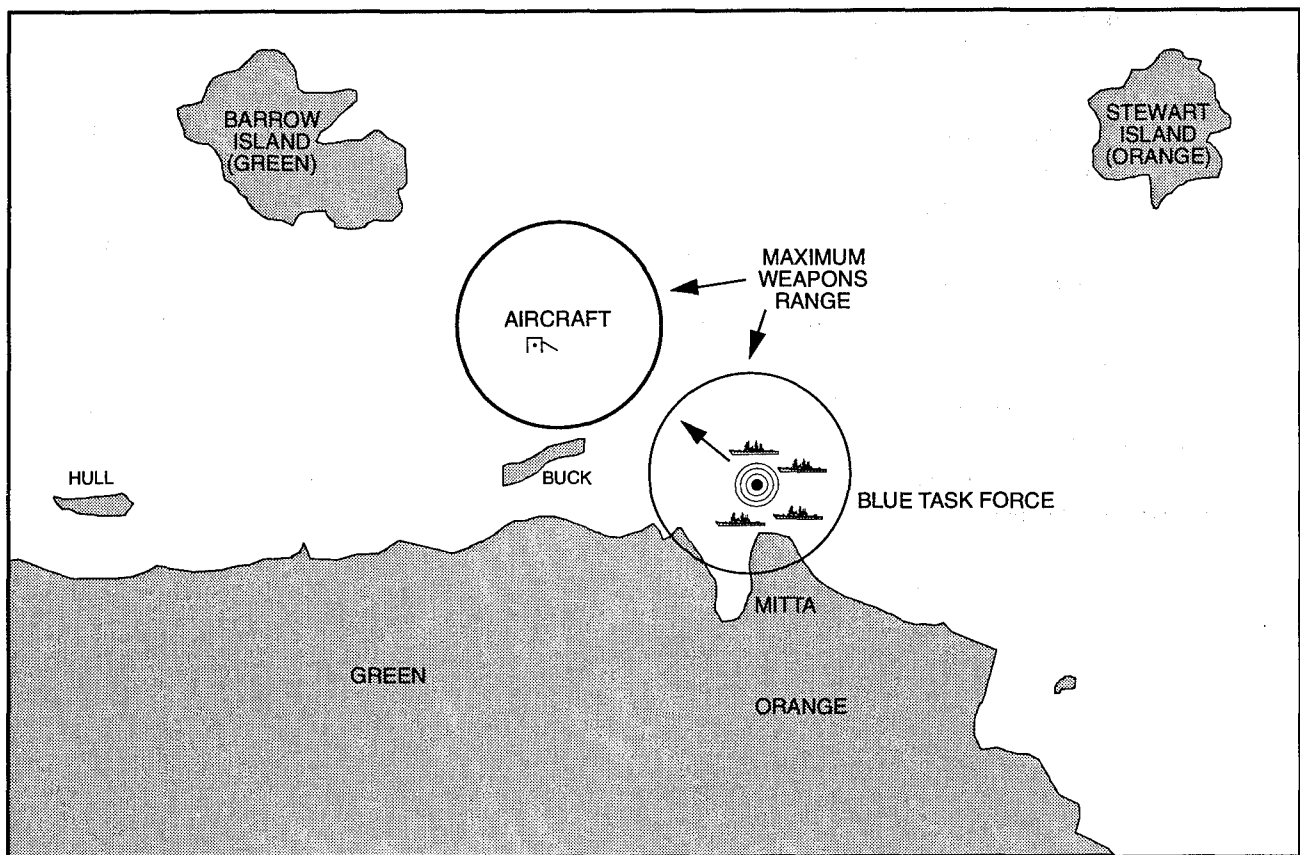 BARROW
ISLAND
(GREEN)
STEWART
ISLAND
(ORANGE)
MAXIMUM
WEAPONS
RANGE
AIRCRAFT
HULL
BUCK
BLUE TASK FORCE
MITTA
GREEN
ORANGE